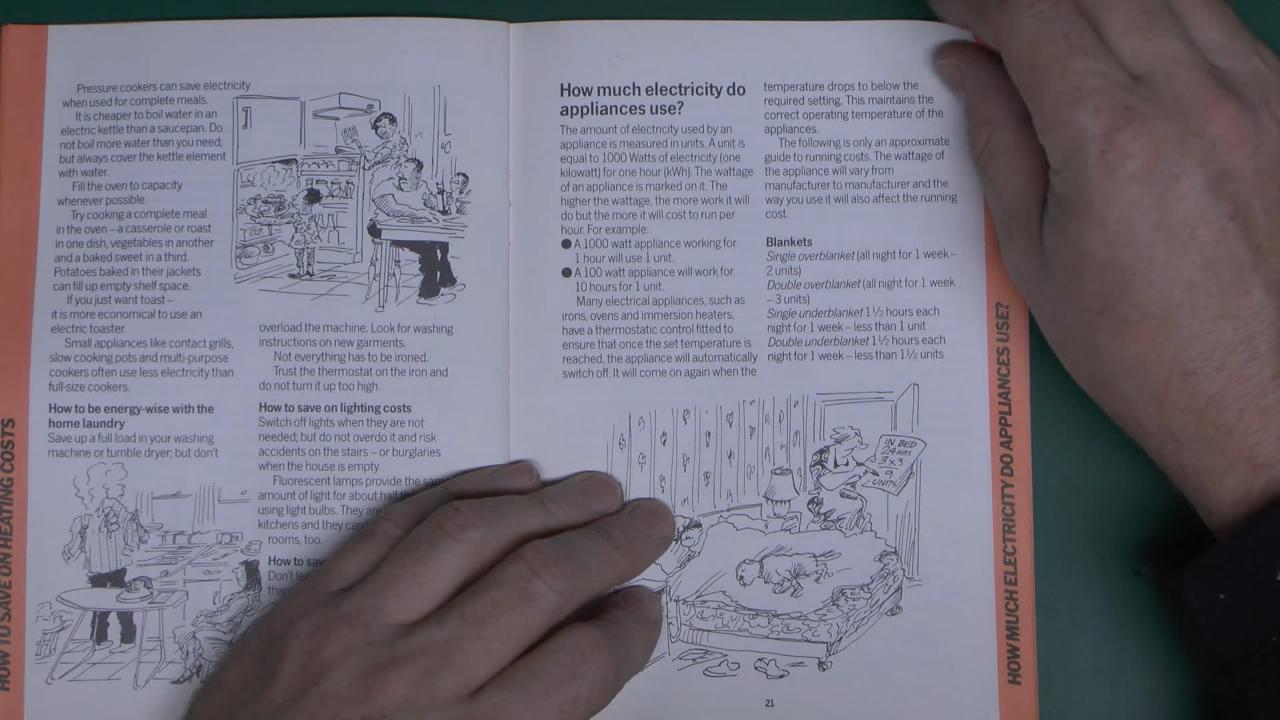 Pressure cookers can save electricity
when used for complete meals.
It is cheaper to boil water in an
electric kettle than a saucepan. Do
not boil more water than you need,
but always cover the kettle element
with water.
Fill the oven to capacity
whenever possible.
Try cooking a complete meal
in the oven – a casserole or roast
in one dish, vegetables in another
and a baked sweet in a third.
Potatoes baked in their jackets
can fill up empty shelf space.
If you just want toast –
it is more economical to use an
electric toaster.
Small appliances like contact grills,
slow cooking pots and multi-purpose
cookers often use less electricity than
full-size cookers.
How to be energy-wise with the
home laundry
Save up a full load in your washing
machine or tumble dryer; but don't
overload the machine. Look for washing
instructions on new garments.
Not everything has to be ironed.
Trust the thermostat on the iron and
do not turn it up too high.
How to save on lighting costs
Switch off lights when they are not
needed; but do not overdo it and risk
accidents on the stairs – or burglaries
when the house is empty
Fluorescent lamps provide the
amount of light for about half
using light bulbs. They are
kitchens and they can
rooms, too.
How to
Don't
HOW TO SAVE ON HEATING COSTS
How much electricity do
appliances use?
The amount of electricity used by an
appliance is measured in units. A unit is
equal to 1000 Watts of electricity (one
kilowatt) for one hour (kWh). The wattage
of an appliance is marked on it. The
higher the wattage, the more work it will
do but the more it will cost to run per
hour. For example:
● A 1000 watt appliance working for
1 hour will use 1 unit.
● A 100 watt appliance will work for
10 hours for 1 unit.
Many electrical appliances, such as
irons, ovens and immersion heaters,
have a thermostatic control fitted to
ensure that once the set temperature is
reached, the appliance will automatically
switch off. It will come on again when the
temperature drops to below the
required setting. This maintains the
correct operating temperature of the
appliances.
The following is only an approximate
guide to running costs. The wattage of
the appliance will vary from
manufacturer to manufacturer and the
way you use it will also affect the running
cost.
Blankets
Single overblanket (all night for 1 week –
2 units)
Double overblanket (all night for 1 week
– 3 units)
Single underblanket 1½ hours each
night for 1 week – less than 1 unit
Double underblanket 1½ hours each
night for 1 week – less than 1½ units
IN BED
24 HRS
3 x 3
9
UNITS
21
HOW MUCH ELECTRICITY DO APPLIANCES USE?